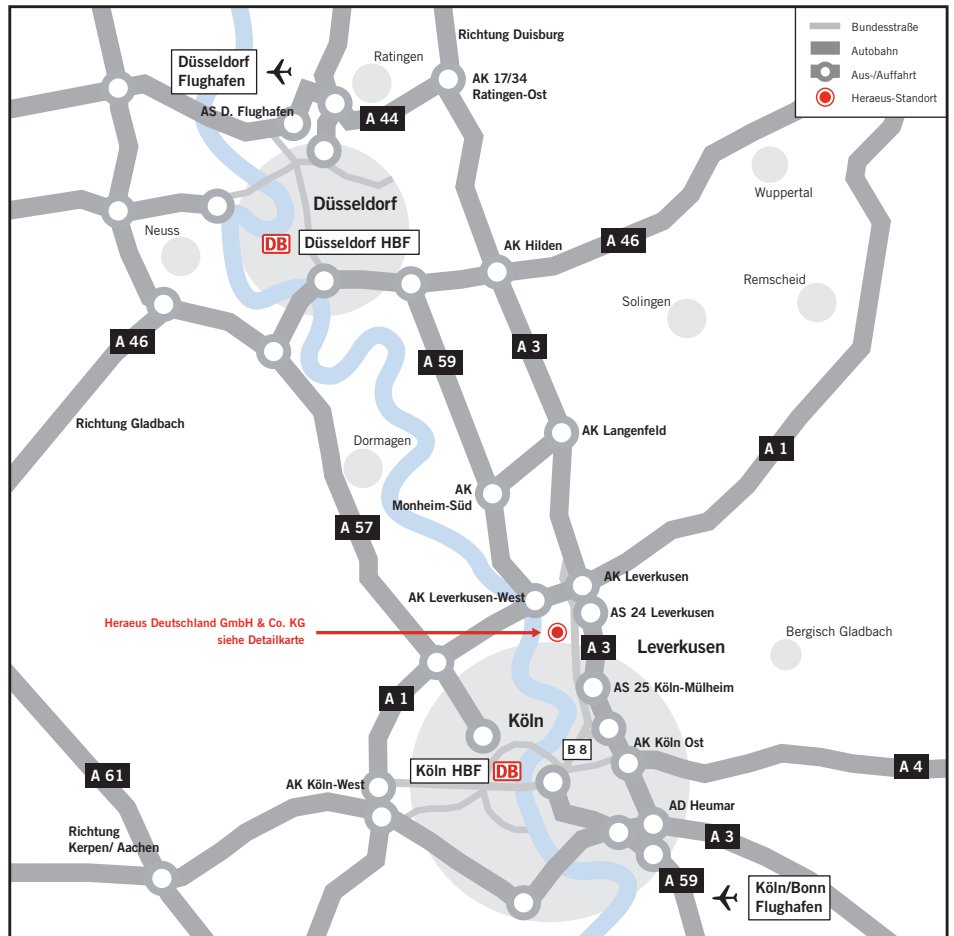 Bundesstraße
Autobahn
Aus-/Auffahrt
Heraeus-Standort
Richtung Duisburg
Düsseldorf
Flughafen
Ratingen
AK 17/34
Ratingen-Ost
AS D. Flughafen
A 44
Wuppertal
Düsseldorf
Neuss
DB
Düsseldorf HBF
AK Hilden
A 46
Remscheid
Solingen
A 46
A 59
A 3
Richtung Gladbach
AK Langenfeld
Dormagen
A 1
AK
Monheim-Süd
A 57
AK Leverkusen
AK Leverkusen-West
AS 24 Leverkusen
Heraeus Deutschland GmbH & Co. KG
siehe Detailkarte
Bergisch Gladbach
A 3
Leverkusen
AS 25 Köln-Mülheim
A 1
Köln
AK Köln Ost
B 8
Köln HBF
DB
A 4
A 61
AK Köln-West
AD Heumar
Richtung
Kerpen/ Aachen
A 3
A 59
Köln/Bonn
Flughafen